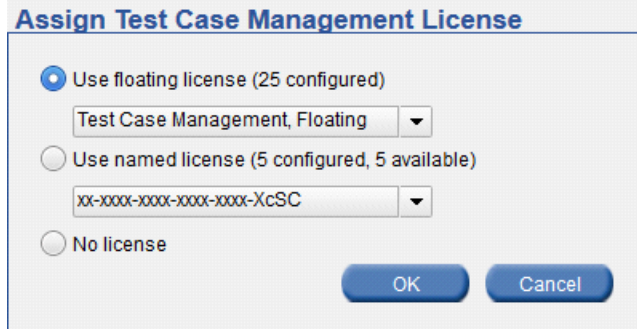 Assign Test Case Management License
Use floating license (25 configured)
Test Case Management, Floating
Use named license (5 configured, 5 available)
xx-xxxx-xxxx-xxxx-xxxx-XcSC
No license
OK Cancel